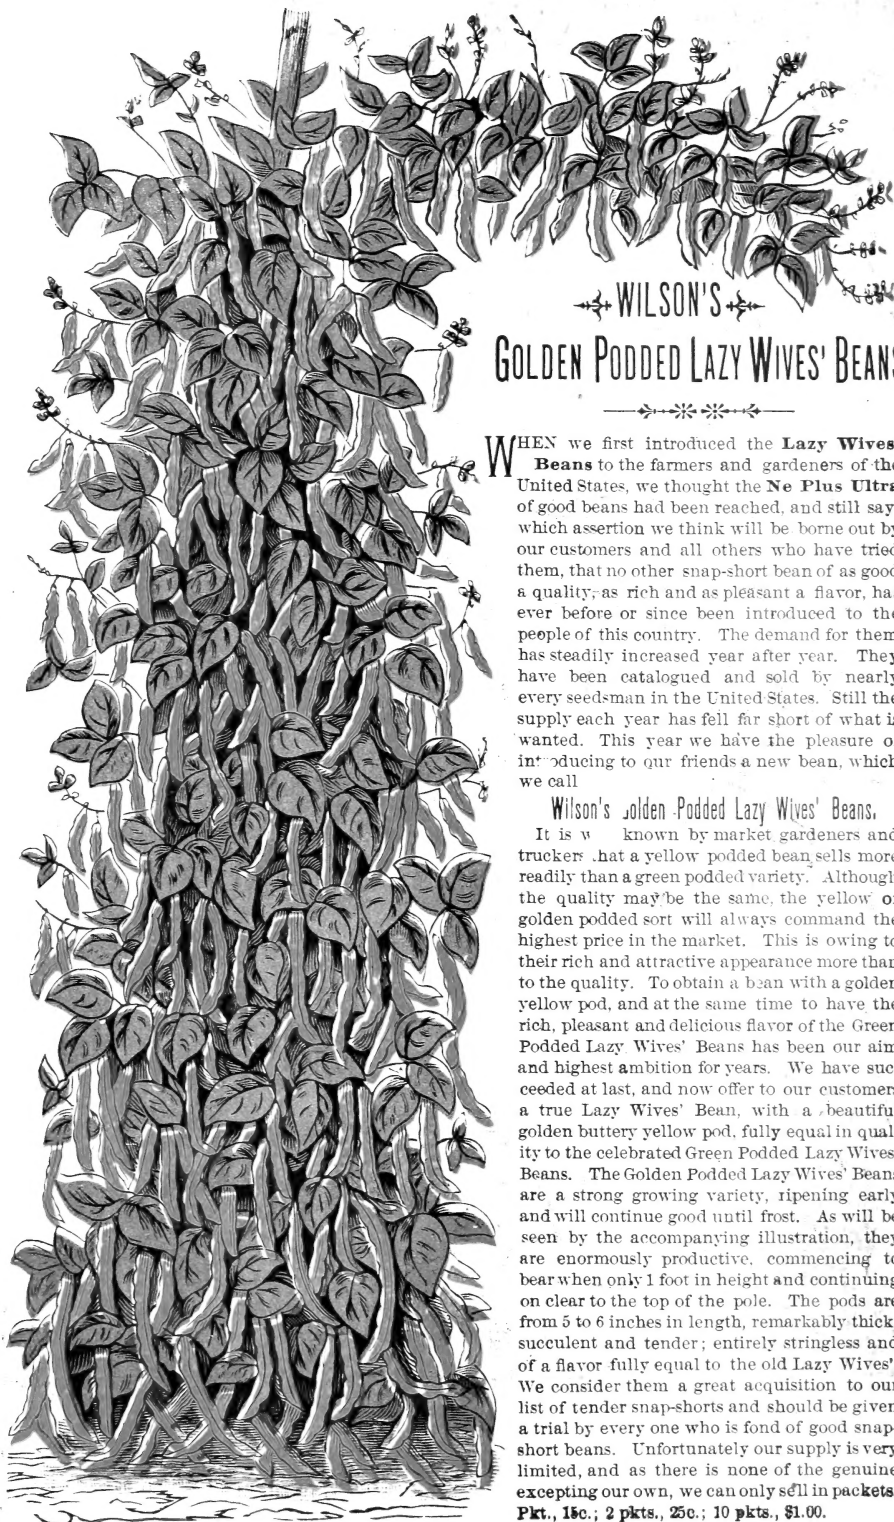 WILSON'S
GOLDEN PODDED LAZY WIVES' BEANS
WHEN we first introduced the Lazy Wives
Beans to the farmers and gardeners of the
United States, we thought the Ne Plus Ultra
of good beans had been reached, and still say
which assertion we think will be borne out by
our customers and all others who have tried
them, that no other snap-short bean of as good
a quality, as rich and as pleasant a flavor, ha
ever before or since been introduced to the
people of this country. The demand for them
has steadily increased year after year. They
have been catalogued and sold by nearly
every seedsman in the United States. Still the
supply each year has fell far short of what i
wanted. This year we have the pleasure o
int oducing to our friends a new bean, which
we call
Wilson's olden Podded Lazy Wives' Beans.
It is w known by market gardeners and
truckers hat a yellow podded bean sells more
readily than a green podded variety. Although
the quality may be the same, the yellow or
golden podded sort will always command the
highest price in the market. This is owing to
their rich and attractive appearance more than
to the quality. To obtain a bean with a golden
yellow pod, and at the same time to have the
rich, pleasant and delicious flavor of the Green
Podded Lazy Wives' Beans has been our aim
and highest ambition for years. We have suc
ceeded at last, and now offer to our customers
a true Lazy Wives' Bean, with a beautiful
golden buttery yellow pod, fully equal in qual
ity to the celebrated Green Podded Lazy Wives
Beans. The Golden Podded Lazy Wives' Beans
are a strong growing variety, ripening early
and will continue good until frost. As will be
seen by the accompanying illustration, they
are enormously productive, commencing to
bear when only 1 foot in height and continuing
on clear to the top of the pole. The pods are
from 5 to 6 inches in length, remarkably thick
succulent and tender; entirely stringless and
of a flavor fully equal to the old Lazy Wives'
We consider them a great acquisition to our
list of tender snap-shorts and should be given
a trial by every one who is fond of good snap-
short beans. Unfortunately our supply is very
limited, and as there is none of the genuine
excepting our own, we can only sell in packets
Pkt., 15c.; 2 pkts., 25c.; 10 pkts., $1.00.